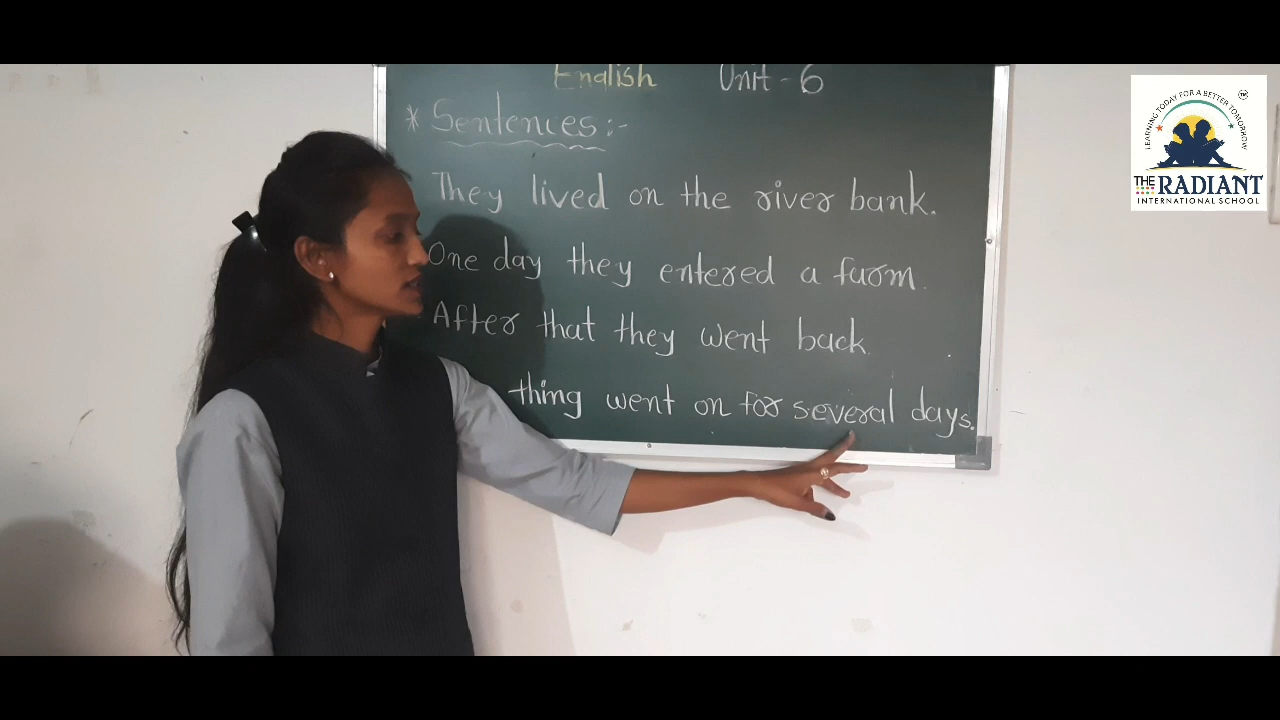 English Unit - 6
* Sentences :-
They lived on the river bank.
One day they entered a farm.
After that they went back.
thing went on for several days.
LEARNING TODAY FOR A BETTER TOMORROW
TM
THE RADIANT
INTERNATIONAL SCHOOL